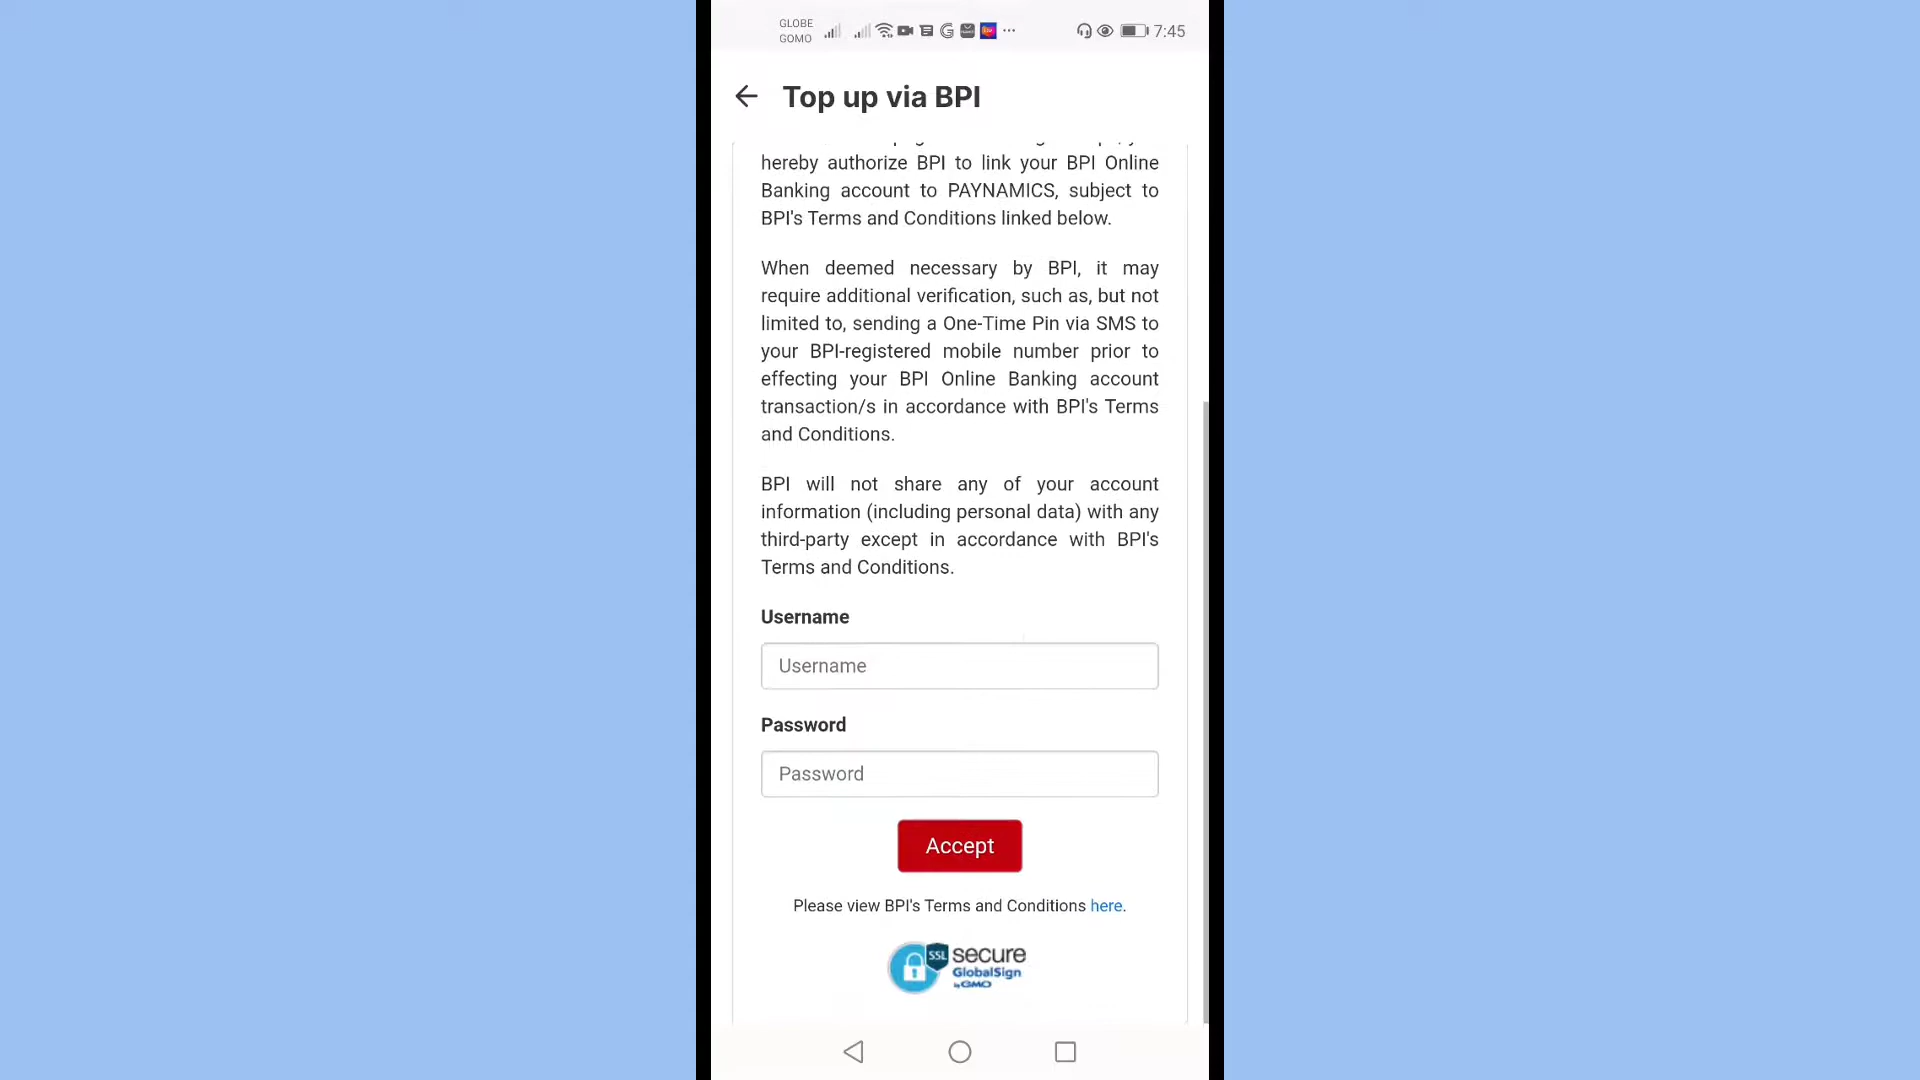 GLOBE
GOMO
7:45
Top up via BPI
hereby authorize BPI to link your BPI Online
Banking account to PAYNAMICS, subject to
BPI's Terms and Conditions linked below.
When deemed necessary by BPI, it may
require additional verification, such as, but not
limited to, sending a One-Time Pin via SMS to
your BPI-registered mobile number prior to
effecting your BPI Online Banking account
transaction/s in accordance with BPI's Terms
and Conditions.
BPI will not share any of your account
information (including personal data) with any
third-party except in accordance with BPI's
Terms and Conditions.
Username
Username
Password
Password
Accept
Please view BPI's Terms and Conditions here.
SSL secure
GlobalSign
by GMO